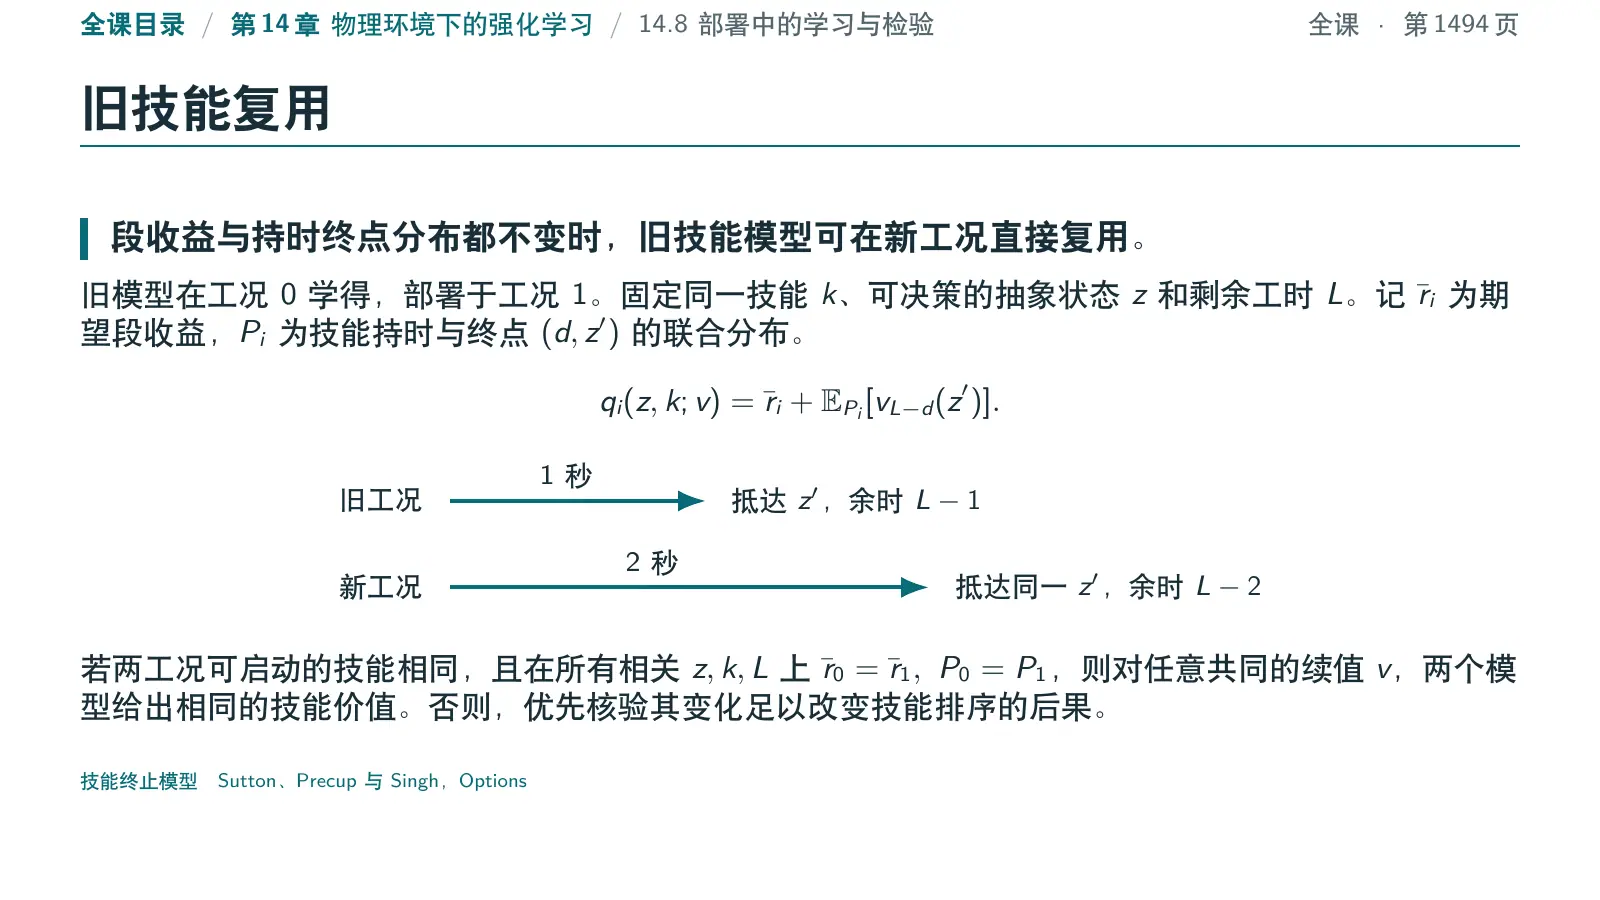 全课目录 / 第 14 章 物理环境下的强化学习 / 14.8 部署中的学习与检验 全课 · 第 1494 页
旧技能复用
段收益与持时终点分布都不变时，旧技能模型可在新工况直接复用。
旧模型在工况 0 学得，部署于工况 1。固定同一技能 k、可决策的抽象状态 z 和剩余工时 L。记 r̄ᵢ 为期
望段收益，Pᵢ 为技能持时与终点 (d, z′) 的联合分布。
qᵢ(z, k; v) = r̄ᵢ + 𝔼_{Pᵢ}[v_{L−d}(z′)].
1 秒
旧工况 抵达 z′，余时 L − 1
2 秒
新工况 抵达同一 z′，余时 L − 2
若两工况可启动的技能相同，且在所有相关 z, k, L 上 r̄₀ = r̄₁, P₀ = P₁，则对任意共同的续值 v，两个模
型给出相同的技能价值。否则，优先核验其变化足以改变技能排序的后果。
技能终止模型 Sutton、Precup 与 Singh，Options